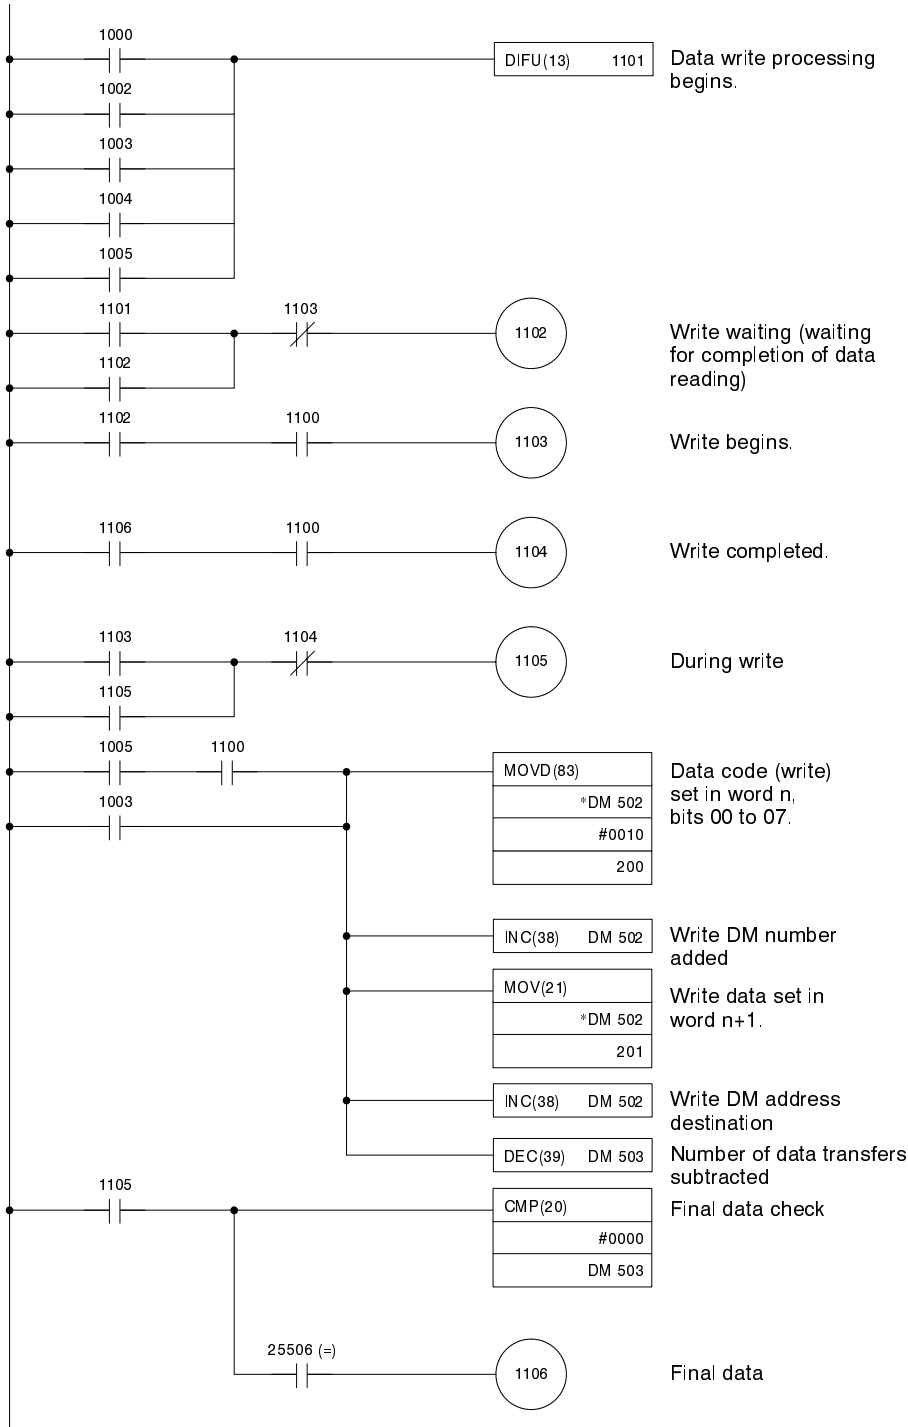 1000
DIFU(13) 1101
Data write processing
begins.
1002
1003
1004
1005
1101
1103
1102
Write waiting (waiting
for completion of data
reading)
1102
1102
1100
1103
Write begins.
1106
1100
1104
Write completed.
1103
1104
1105
During write
1105
1005
1100
MOVD(83)
*DM 502
#0010
200
Data code (write)
set in word n,
bits 00 to 07.
1003
INC(38) DM 502
Write DM number
added
MOV(21)
*DM 502
201
Write data set in
word n+1.
INC(38) DM 502
Write DM address
destination
DEC(39) DM 503
Number of data transfers
subtracted
1105
CMP(20)
#0000
DM 503
Final data check
25506 (=)
1106
Final data